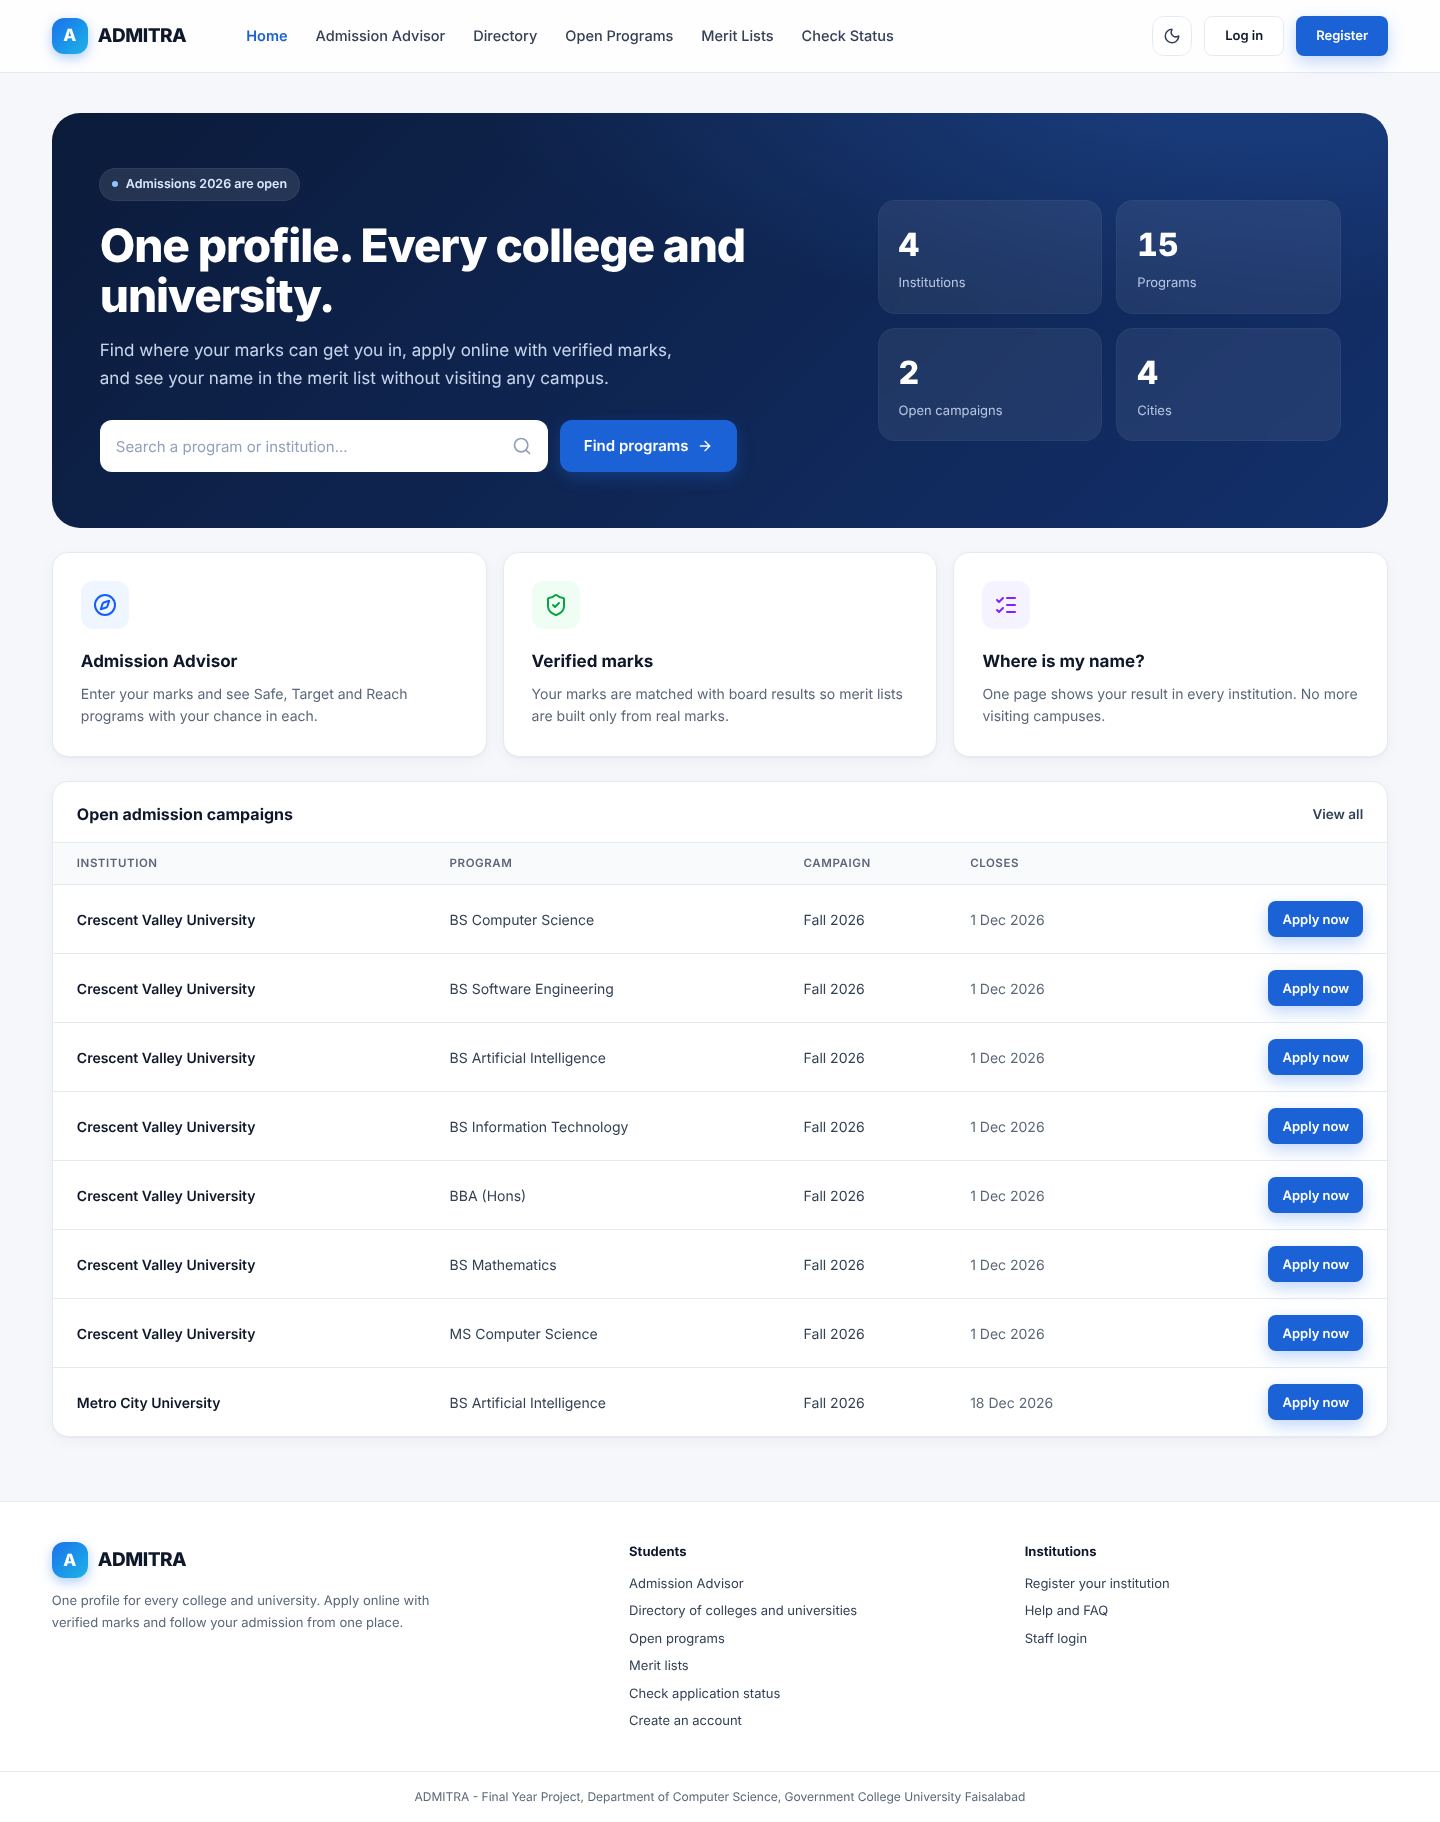 A ADMITRA Home Admission Advisor Directory Open Programs Merit Lists Check Status Log in Register
Admissions 2026 are open
One profile. Every college and
university.
Find where your marks can get you in, apply online with verified marks,
and see your name in the merit list without visiting any campus.
Search a program or institution...
Find programs
4
Institutions
15
Programs
2
Open campaigns
4
Cities
Admission Advisor
Enter your marks and see Safe, Target and Reach
programs with your chance in each.
Verified marks
Your marks are matched with board results so merit lists
are built only from real marks.
Where is my name?
One page shows your result in every institution. No more
visiting campuses.
Open admission campaigns View all
INSTITUTION PROGRAM CAMPAIGN CLOSES
Crescent Valley University BS Computer Science Fall 2026 1 Dec 2026 Apply now
Crescent Valley University BS Software Engineering Fall 2026 1 Dec 2026 Apply now
Crescent Valley University BS Artificial Intelligence Fall 2026 1 Dec 2026 Apply now
Crescent Valley University BS Information Technology Fall 2026 1 Dec 2026 Apply now
Crescent Valley University BBA (Hons) Fall 2026 1 Dec 2026 Apply now
Crescent Valley University BS Mathematics Fall 2026 1 Dec 2026 Apply now
Crescent Valley University MS Computer Science Fall 2026 1 Dec 2026 Apply now
Metro City University BS Artificial Intelligence Fall 2026 18 Dec 2026 Apply now
A ADMITRA
One profile for every college and university. Apply online with
verified marks and follow your admission from one place.
Students
Admission Advisor
Directory of colleges and universities
Open programs
Merit lists
Check application status
Create an account
Institutions
Register your institution
Help and FAQ
Staff login
ADMITRA - Final Year Project, Department of Computer Science, Government College University Faisalabad